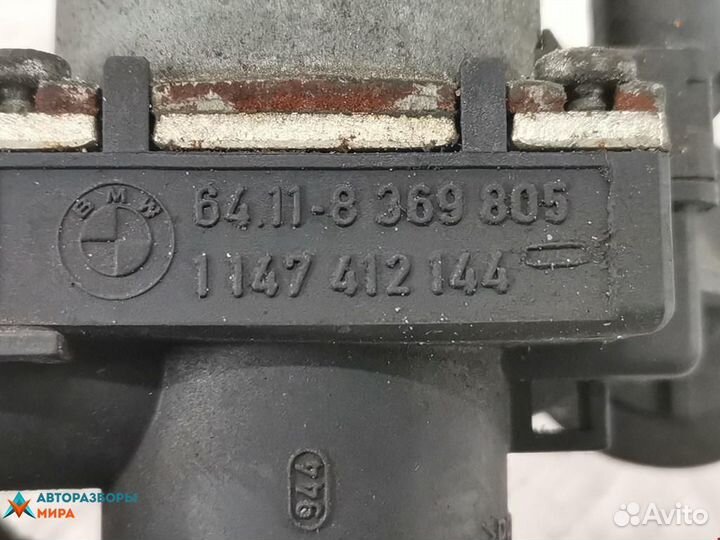 BMW
64.11-8 369 805
1 147 412 144
944
АВТОРАЗБОРЫ
МИРА
Avito